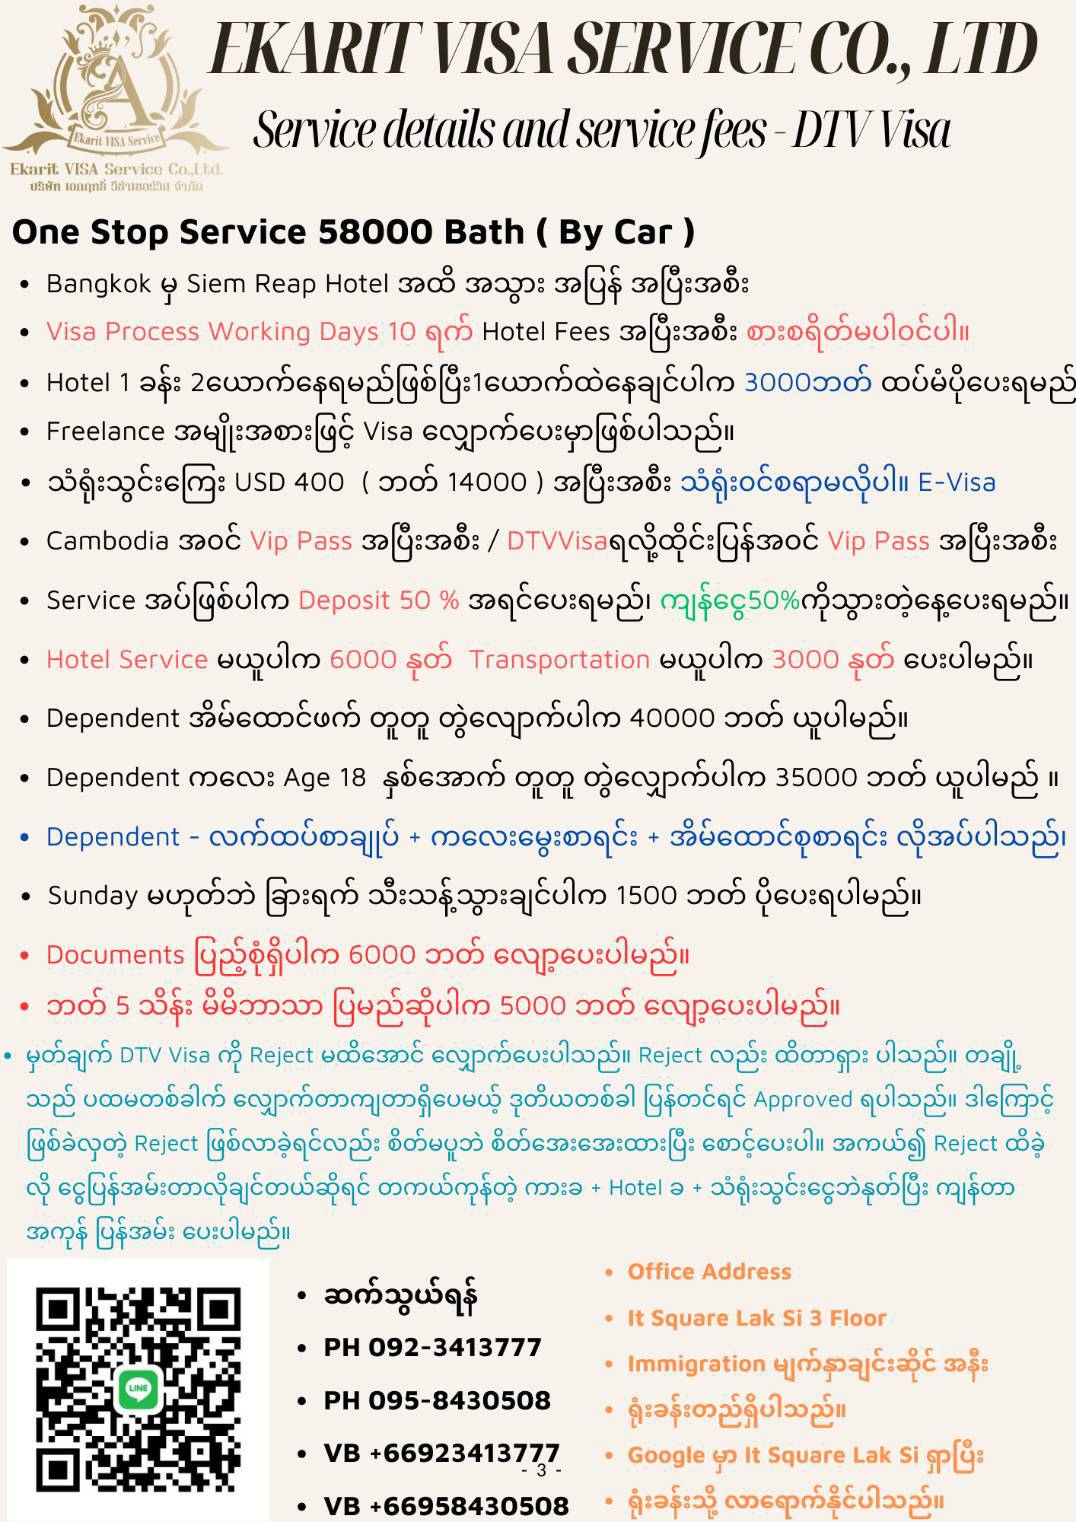 EKARIT VISA SERVICE CO., LTD
Service details and service fees - DTV Visa
A
Ekarit VISA Service
Ekarit VISA Service Co.,Ltd.
บริษัท เอกฤทธิ์ วีซ่าเซอร์วิส จำกัด
One Stop Service 58000 Bath ( By Car )
• Bangkok မှ Siem Reap Hotel အထိ အသွား အပြန် အပြီးအစီး
• Visa Process Working Days 10 ရက် Hotel Fees အပြီးအစီး စားစရိတ်မပါဝင်ပါ။
• Hotel 1 ခန်း 2ယောက်နေရမည်ဖြစ်ပြီး1ယောက်ထဲနေချင်ပါက 3000ဘတ် ထပ်မံပိုပေးရမည်
• Freelance အမျိုးအစားဖြင့် Visa လျှောက်ပေးမှာဖြစ်ပါသည်။
• သံရုံးသွင်းကြေး USD 400 ( ဘတ် 14000 ) အပြီးအစီး သံရုံးဝင်စရာမလိုပါ။ E-Visa
• Cambodia အဝင် Vip Pass အပြီးအစီး / DTVVisaရလို့ထိုင်းပြန်အဝင် Vip Pass အပြီးအစီး
• Service အပ်ဖြစ်ပါက Deposit 50 % အရင်ပေးရမည်၊ ကျန်ငွေ50%ကိုသွားတဲ့နေ့ပေးရမည်။
• Hotel Service မယူပါက 6000 နုတ် Transportation မယူပါက 3000 နုတ် ပေးပါမည်။
• Dependent အိမ်ထောင်ဖက် တူတူ တွဲလျောက်ပါက 40000 ဘတ် ယူပါမည်။
• Dependent ကလေး Age 18 နှစ်အောက် တူတူ တွဲလျှောက်ပါက 35000 ဘတ် ယူပါမည် ။
• Dependent - လက်ထပ်စာချုပ် + ကလေးမွေးစာရင်း + အိမ်ထောင်စုစာရင်း လိုအပ်ပါသည်၊
• Sunday မဟုတ်ဘဲ ခြားရက် သီးသန့်သွားချင်ပါက 1500 ဘတ် ပိုပေးရပါမည်။
• Documents ပြည့်စုံရှိပါက 6000 ဘတ် လျော့ပေးပါမည်။
• ဘတ် 5 သိန်း မိမိဘာသာ ပြမည်ဆိုပါက 5000 ဘတ် လျော့ပေးပါမည်။
• မှတ်ချက် DTV Visa ကို Reject မထိအောင် လျှောက်ပေးပါသည်။ Reject လည်း ထိတာရှား ပါသည်။ တချို့
သည် ပထမတစ်ခါက် လျှောက်တာကျတာရှိပေမယ့် ဒုတိယတစ်ခါ ပြန်တင်ရင် Approved ရပါသည်။ ဒါကြောင့်
ဖြစ်ခဲလှတဲ့ Reject ဖြစ်လာခဲ့ရင်လည်း စိတ်မပူဘဲ စိတ်အေးအေးထားပြီး စောင့်ပေးပါ။ အကယ်၍ Reject ထိခဲ့
လို့ ငွေပြန်အမ်းတာလိုချင်တယ်ဆိုရင် တကယ်ကုန်တဲ့ ကားခ + Hotel ခ + သံရုံးသွင်းငွေဘဲနုတ်ပြီး ကျန်တာ
အကုန် ပြန်အမ်း ပေးပါမည်။
LINE
• ဆက်သွယ်ရန်
• PH 092-3413777
• PH 095-8430508
• VB +66923413777
- 3 -
• VB +66958430508
• Office Address
• It Square Lak Si 3 Floor
• Immigration မျက်နှာချင်းဆိုင် အနီး
• ရုံးခန်းတည်ရှိပါသည်။
• Google မှာ It Square Lak Si ရှာပြီး
• ရုံးခန်းသို့ လာရောက်နိုင်ပါသည်။